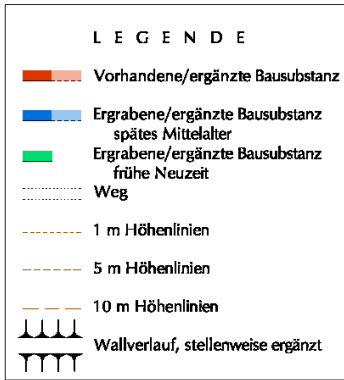 LEGENDE
Vorhandene/ergänzte Bausubstanz
Ergrabene/ergänzte Bausubstanz
spätes Mittelalter
Ergrabene/ergänzte Bausubstanz
frühe Neuzeit
Weg
1 m Höhenlinien
5 m Höhenlinien
10 m Höhenlinien
Wallverlauf, stellenweise ergänzt